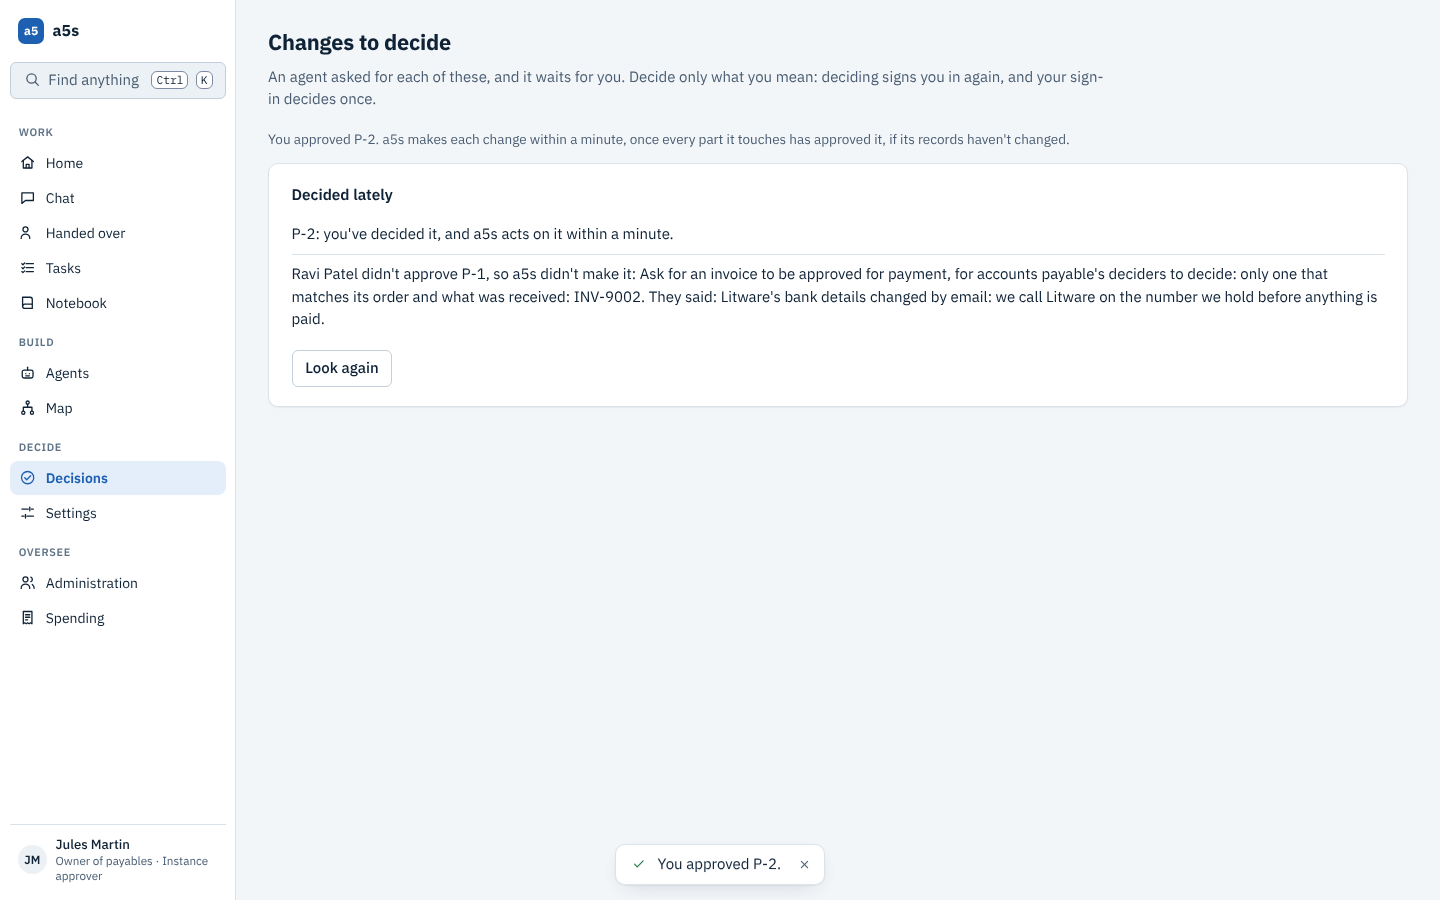 a5 a5s
Find anything Ctrl K
WORK
Home
Chat
Handed over
Tasks
Notebook
BUILD
Agents
Map
DECIDE
Decisions
Settings
OVERSEE
Administration
Spending
JM
Jules Martin
Owner of payables · Instance
approver
Changes to decide
An agent asked for each of these, and it waits for you. Decide only what you mean: deciding signs you in again, and your sign-
in decides once.
You approved P-2. a5s makes each change within a minute, once every part it touches has approved it, if its records haven't changed.
Decided lately
P-2: you've decided it, and a5s acts on it within a minute.
Ravi Patel didn't approve P-1, so a5s didn't make it: Ask for an invoice to be approved for payment, for accounts payable's deciders to decide: only one that
matches its order and what was received: INV-9002. They said: Litware's bank details changed by email: we call Litware on the number we hold before anything is
paid.
Look again
You approved P-2.